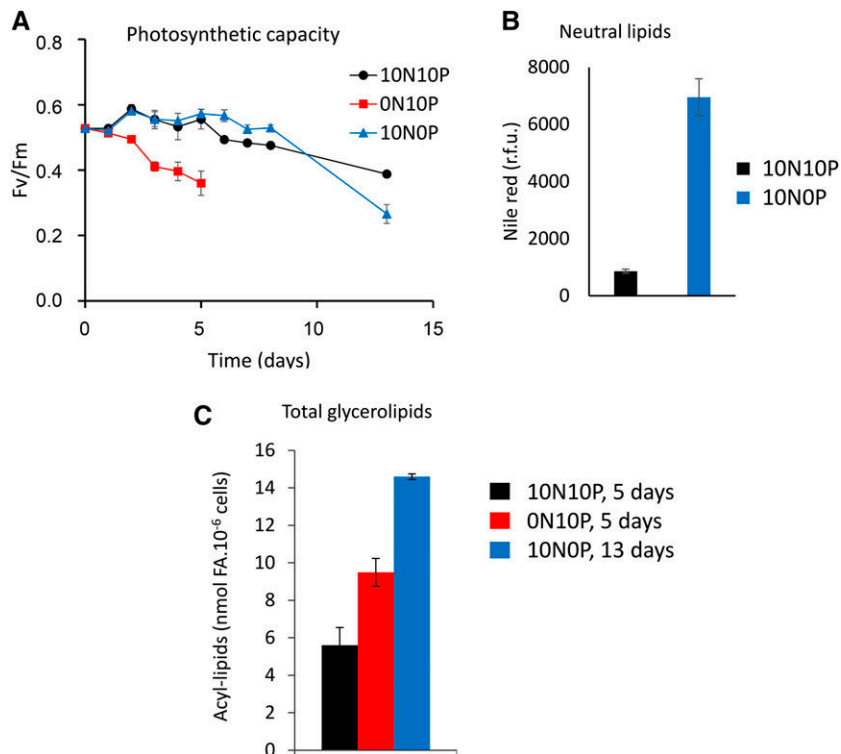 A
Photosynthetic capacity
0.8
0.6
0.4
0.2
0.0
Fv/Fm
0 5 10 15
Time (days)
10N10P
0N10P
10N0P
B
Neutral lipids
8000
6000
4000
2000
0
Nile red (r.f.u.)
10N10P
10N0P
C
Total glycerolipids
16
14
12
10
8
6
4
2
0
Acyl-lipids (nmol FA.10⁻⁶ cells)
10N10P, 5 days
0N10P, 5 days
10N0P, 13 days